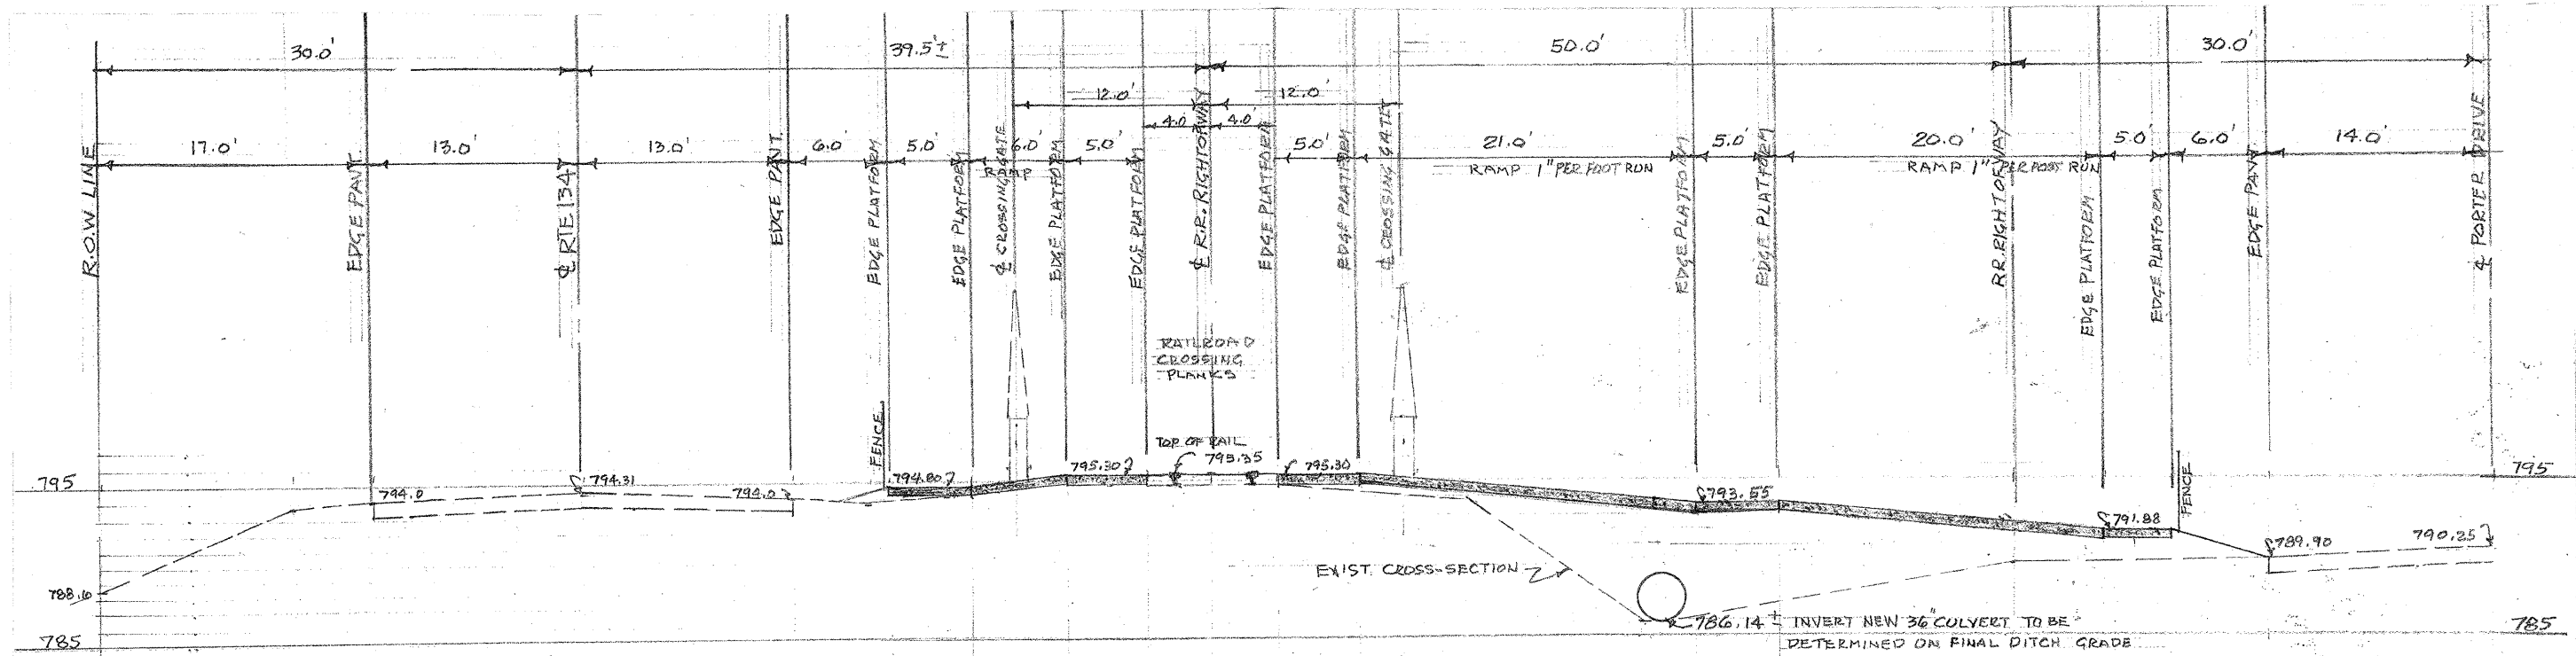 30.0'
39.5'±
50.0'
30.0'
12.0'
12.0'
4.0
4.0'
17.0'
13.0'
13.0'
6.0'
5.0'
6.0'
5.0'
5.0'
21.0'
5.0'
20.0'
5.0'
6.0'
14.0'
RAMP
RAMP 1" PER FOOT RUN
RAMP 1" PER FOOT RUN
R.O.W. LINE
EDGE PAVT.
℄ RTE 134
EDGE PAVT.
EDGE PLATFORM
EDGE PLATFORM
℄ CROSSING GATE
EDGE PLATFORM
EDGE PLATFORM
℄ R.R. RIGHT OF WAY
EDGE PLATFORM
EDGE PLATFORM
℄ CROSSING GATE
EDGE PLATFORM
EDGE PLATFORM
RR. RIGHT OF WAY
EDGE PLATFORM
EDGE PLATFORM
EDGE PAVT
℄ PORTER DRIVE
RAILROAD
CROSSING
PLANKS
FENCE
TOP OF RAIL
795.35
795.30
795.30
FENCE
795
794.0
794.31
794.0
794.80
793.55
791.88
795
789.90
790.25
EXIST. CROSS-SECTION
788.10
786.14± INVERT NEW 36" CULVERT TO BE
DETERMINED ON FINAL DITCH GRADE
785
785